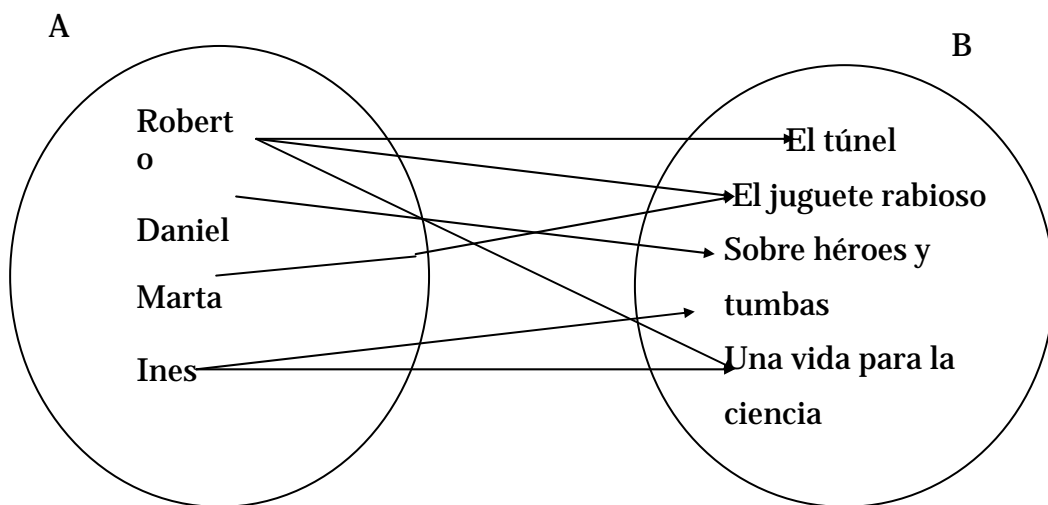 A
B
Robert
o
Daniel
Marta
Ines
El túnel
El juguete rabioso
Sobre héroes y
tumbas
Una vida para la
ciencia